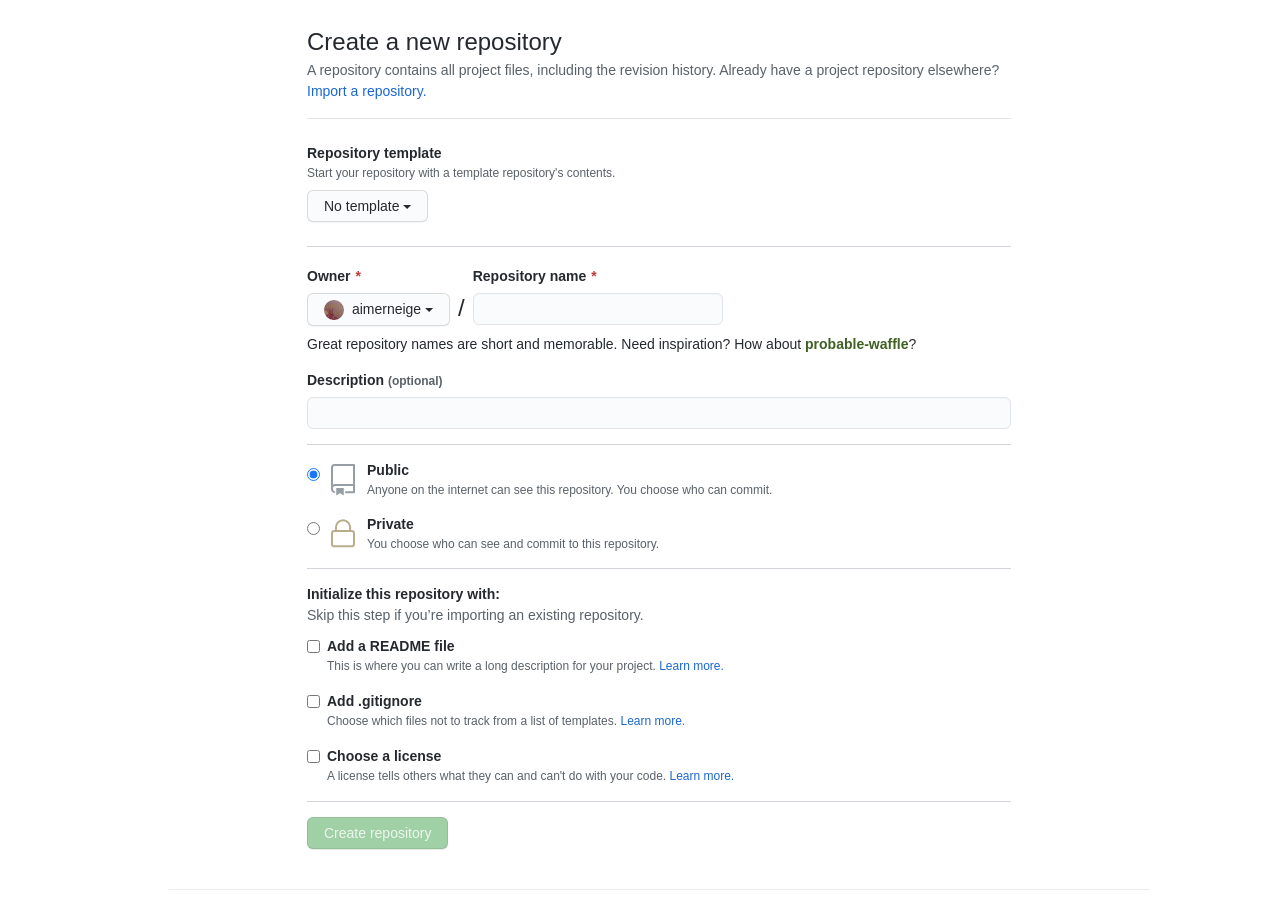 Create a new repository
A repository contains all project files, including the revision history. Already have a project repository elsewhere?
Import a repository.
Repository template
Start your repository with a template repository's contents.
No template
Owner * Repository name *
aimerneige /
Great repository names are short and memorable. Need inspiration? How about probable-waffle?
Description (optional)
Public
Anyone on the internet can see this repository. You choose who can commit.
Private
You choose who can see and commit to this repository.
Initialize this repository with:
Skip this step if you’re importing an existing repository.
Add a README file
This is where you can write a long description for your project. Learn more.
Add .gitignore
Choose which files not to track from a list of templates. Learn more.
Choose a license
A license tells others what they can and can't do with your code. Learn more.
Create repository